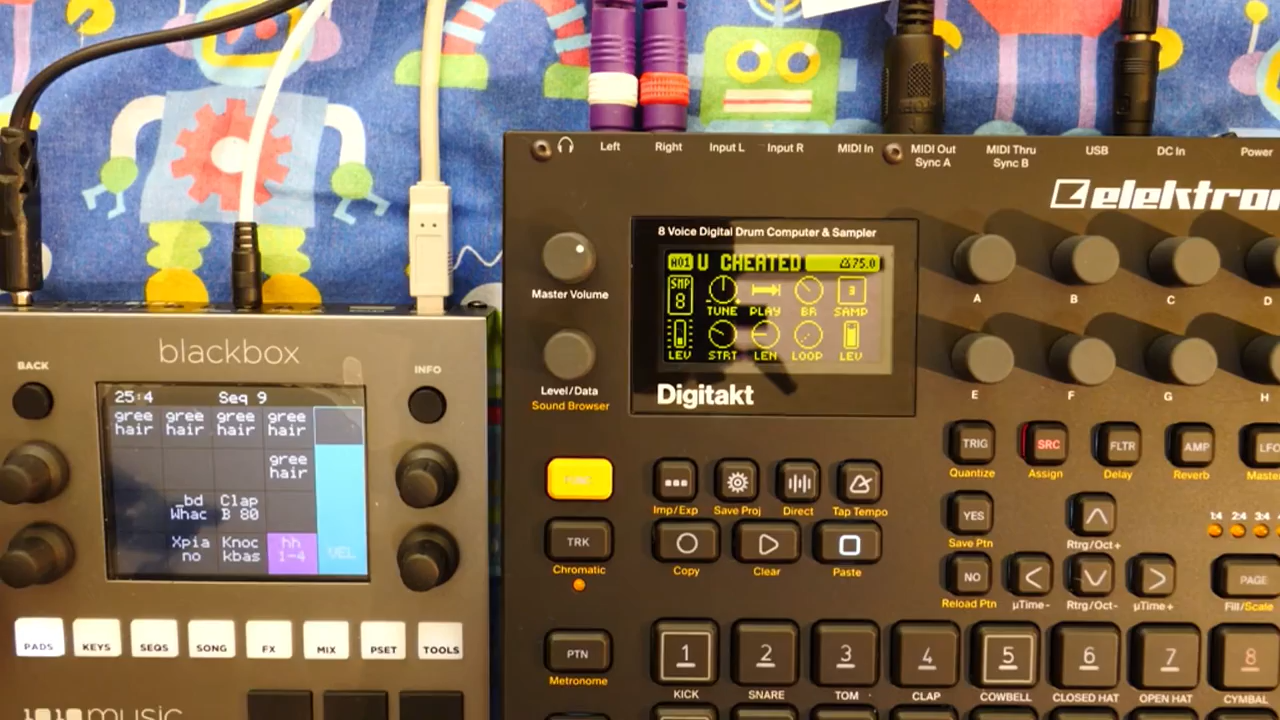 Left Right Input L Input R MIDI In MIDI Out MIDI Thru USB DC In Power
Sync A Sync B
elektron
8 Voice Digital Drum Computer & Sampler
A01 U CHEATED 75.0
SMP
8
TUNE PLAY BR SAMP
3
LEV STRT LEN LOOP LEV
Digitakt
Master Volume
Level/Data
Sound Browser
A B C D
E F G H
blackbox
BACK
INFO
25:4 Seq 9
gree gree gree gree
hair hair hair hair
gree
hair
_bd Clap
Whac B 80
Xpia Knoc hh
no kbas 1-4
VEL
PADS KEYS SEQS SONG FX MIX PSET TOOLS
1010music
TRIG SRC FLTR AMP LFO
Quantize Assign Delay Reverb Master
Imp/Exp Save Proj Direct Tap Tempo
TRK
Chromatic
Copy Clear Paste
YES
Save Ptn
Rtrg/Oct+
1:4 2:4 3:4
NO
Reload Ptn µTime- Rtrg/Oct- µTime+
PAGE
Fill/Scale
PTN
Metronome
1 2 3 4 5 6 7 8
KICK SNARE TOM CLAP COWBELL CLOSED HAT OPEN HAT CYMBAL